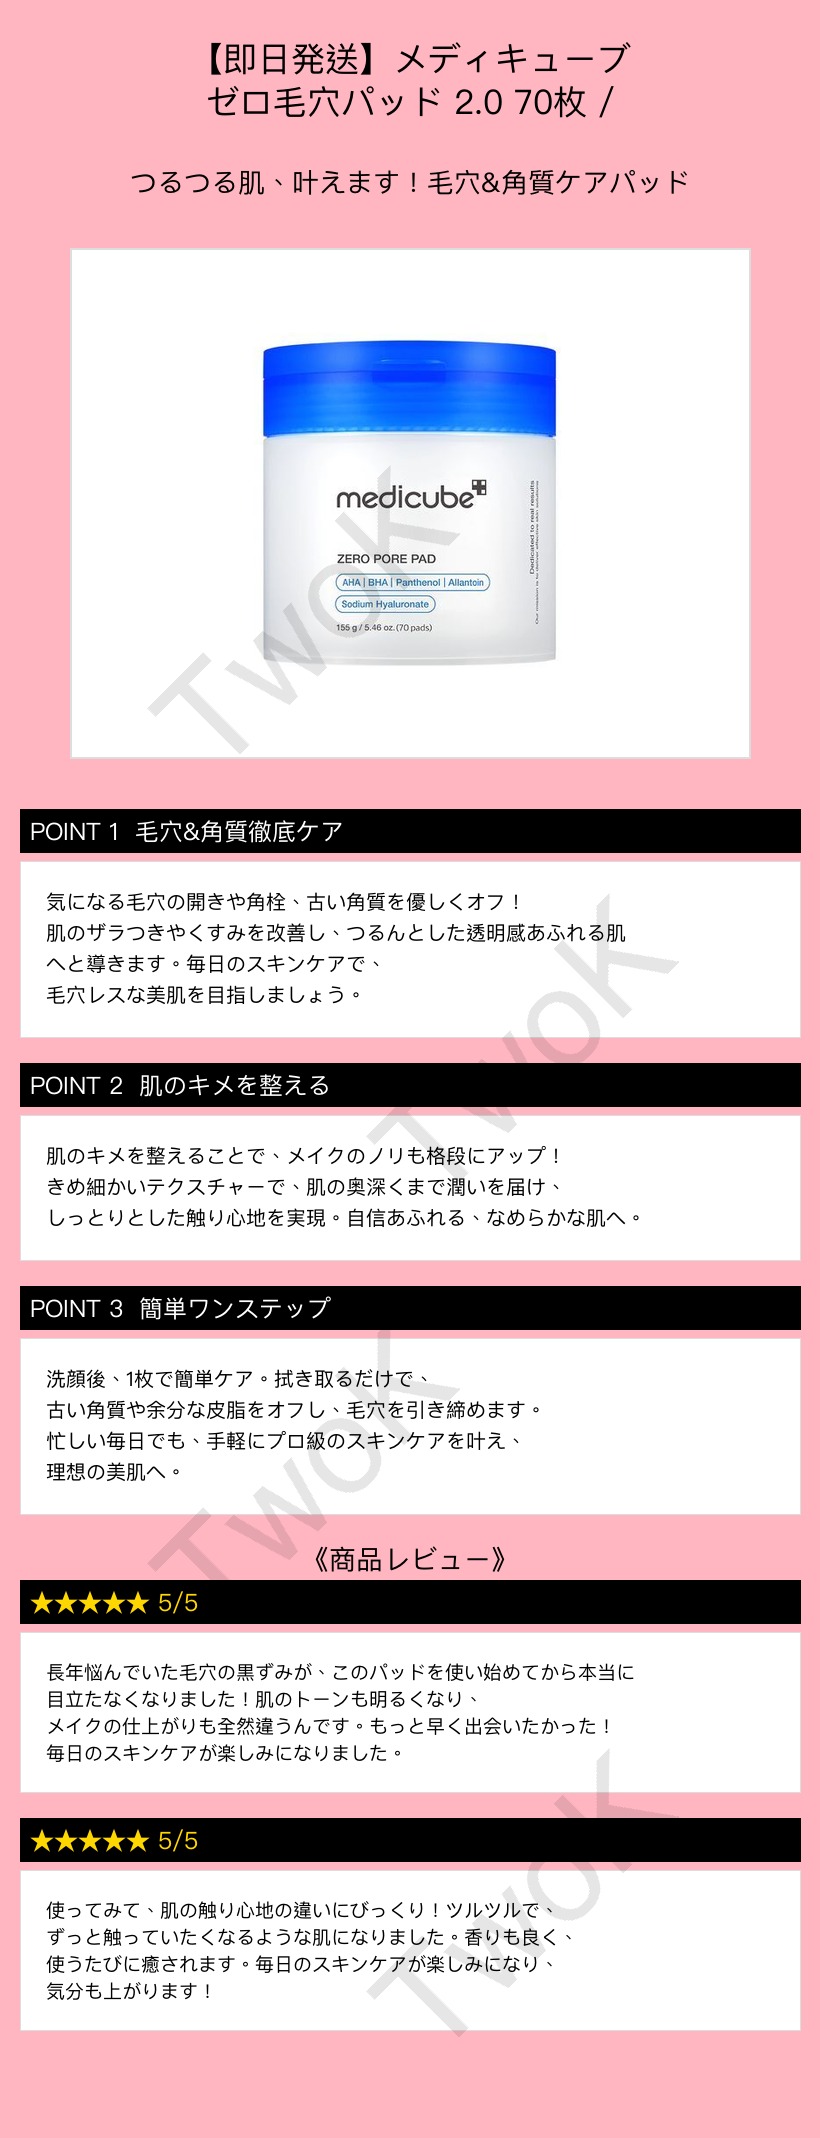 【即日発送】メディキューブ
ゼロ毛穴パッド 2.0 70枚 /
つるつる肌、叶えます！毛穴&角質ケアパッド
medicube
ZERO PORE PAD
AHA | BHA | Panthenol | Allantoin
Sodium Hyaluronate
155 g / 5.46 oz. (70 pads)
Dedicated to real results
Our mission is to deliver effective skin solutions
TwoK
POINT 1 毛穴&角質徹底ケア
気になる毛穴の開きや角栓、古い角質を優しくオフ！
肌のザラつきやくすみを改善し、つるんとした透明感あふれる肌
へと導きます。毎日のスキンケアで、
毛穴レスな美肌を目指しましょう。
TwoK
POINT 2 肌のキメを整える
肌のキメを整えることで、メイクのノリも格段にアップ！
きめ細かいテクスチャーで、肌の奥深くまで潤いを届け、
しっとりとした触り心地を実現。自信あふれる、なめらかな肌へ。
POINT 3 簡単ワンステップ
洗顔後、1枚で簡単ケア。拭き取るだけで、
古い角質や余分な皮脂をオフし、毛穴を引き締めます。
忙しい毎日でも、手軽にプロ級のスキンケアを叶え、
理想の美肌へ。
TwoK
《商品レビュー》
★★★★★ 5/5
長年悩んでいた毛穴の黒ずみが、このパッドを使い始めてから本当に
目立たなくなりました！肌のトーンも明るくなり、
メイクの仕上がりも全然違うんです。もっと早く出会いたかった！
毎日のスキンケアが楽しみになりました。
★★★★★ 5/5
使ってみて、肌の触り心地の違いにびっくり！ツルツルで、
ずっと触っていたくなるような肌になりました。香りも良く、
使うたびに癒されます。毎日のスキンケアが楽しみになり、
気分も上がります！
TwoK